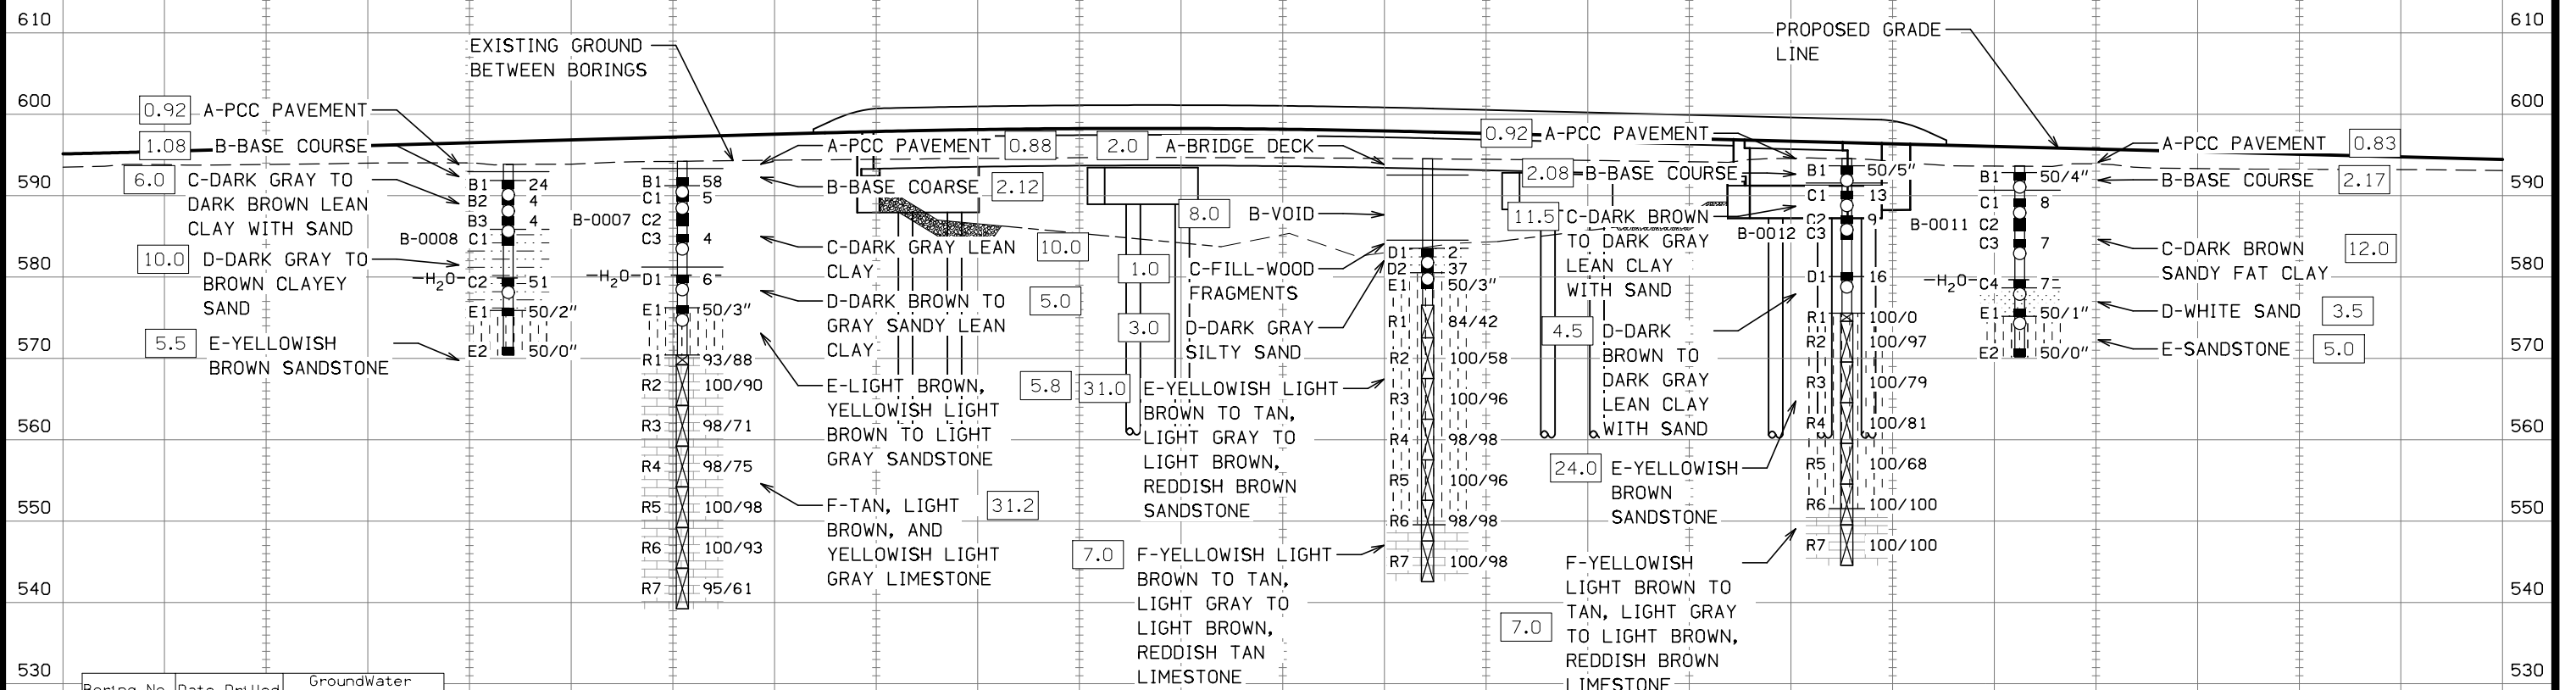 610
600
590
580
570
560
550
540
530
EXISTING GROUND
BETWEEN BORINGS
0.92 A-PCC PAVEMENT
1.08 B-BASE COURSE
6.0 C-DARK GRAY TO
DARK BROWN LEAN
CLAY WITH SAND
10.0 D-DARK GRAY TO
BROWN CLAYEY
SAND
5.5 E-YELLOWISH
BROWN SANDSTONE
B-0008
B1 24
B2 4
B3 4
C1
-H2O- C2 51
E1 50/2"
E2 50/0"
B-0007
B1 58
C1 5
C2
C3 4
-H2O- D1 6
E1 50/3"
R1 93/88
R2 100/90
R3 98/71
R4 98/75
R5 100/98
R6 100/93
R7 95/61
A-PCC PAVEMENT 0.88
B-BASE COARSE 2.12
C-DARK GRAY LEAN 10.0
CLAY
D-DARK BROWN TO 5.0
GRAY SANDY LEAN
CLAY
E-LIGHT BROWN, 5.8
YELLOWISH LIGHT
BROWN TO LIGHT
GRAY SANDSTONE
F-TAN, LIGHT 31.2
BROWN, AND
YELLOWISH LIGHT
GRAY LIMESTONE
2.0 A-BRIDGE DECK
8.0 B-VOID
1.0 C-FILL-WOOD
FRAGMENTS
3.0 D-DARK GRAY
SILTY SAND
31.0 E-YELLOWISH LIGHT
BROWN TO TAN,
LIGHT GRAY TO
LIGHT BROWN,
REDDISH BROWN
SANDSTONE
7.0 F-YELLOWISH LIGHT
BROWN TO TAN,
LIGHT GRAY TO
LIGHT BROWN,
REDDISH TAN
LIMESTONE
D1 2
D2 37
E1 50/3"
R1 84/42
R2 100/58
R3 100/96
R4 98/98
R5 100/96
R6 98/98
R7 100/98
0.92 A-PCC PAVEMENT
2.08 B-BASE COURSE
11.5 C-DARK BROWN
TO DARK GRAY
LEAN CLAY
WITH SAND
4.5 D-DARK
BROWN TO
DARK GRAY
LEAN CLAY
WITH SAND
24.0 E-YELLOWISH
BROWN
SANDSTONE
7.0 F-YELLOWISH
LIGHT BROWN TO
TAN, LIGHT GRAY
TO LIGHT BROWN,
REDDISH BROWN
LIMESTONE
B-0012
B1 50/5"
C1 13
C2 9
C3
D1 16
R1 100/0
R2 100/97
R3 100/79
R4 100/81
R5 100/68
R6 100/100
R7 100/100
PROPOSED GRADE
LINE
B-0011
B1 50/4"
C1 8
C2
C3 7
-H2O- C4 7
E1 50/1"
E2 50/0"
A-PCC PAVEMENT 0.83
B-BASE COURSE 2.17
C-DARK BROWN 12.0
SANDY FAT CLAY
D-WHITE SAND 3.5
E-SANDSTONE 5.0
610
600
590
580
570
560
550
540
530
Boring No. Date Drilled GroundWater